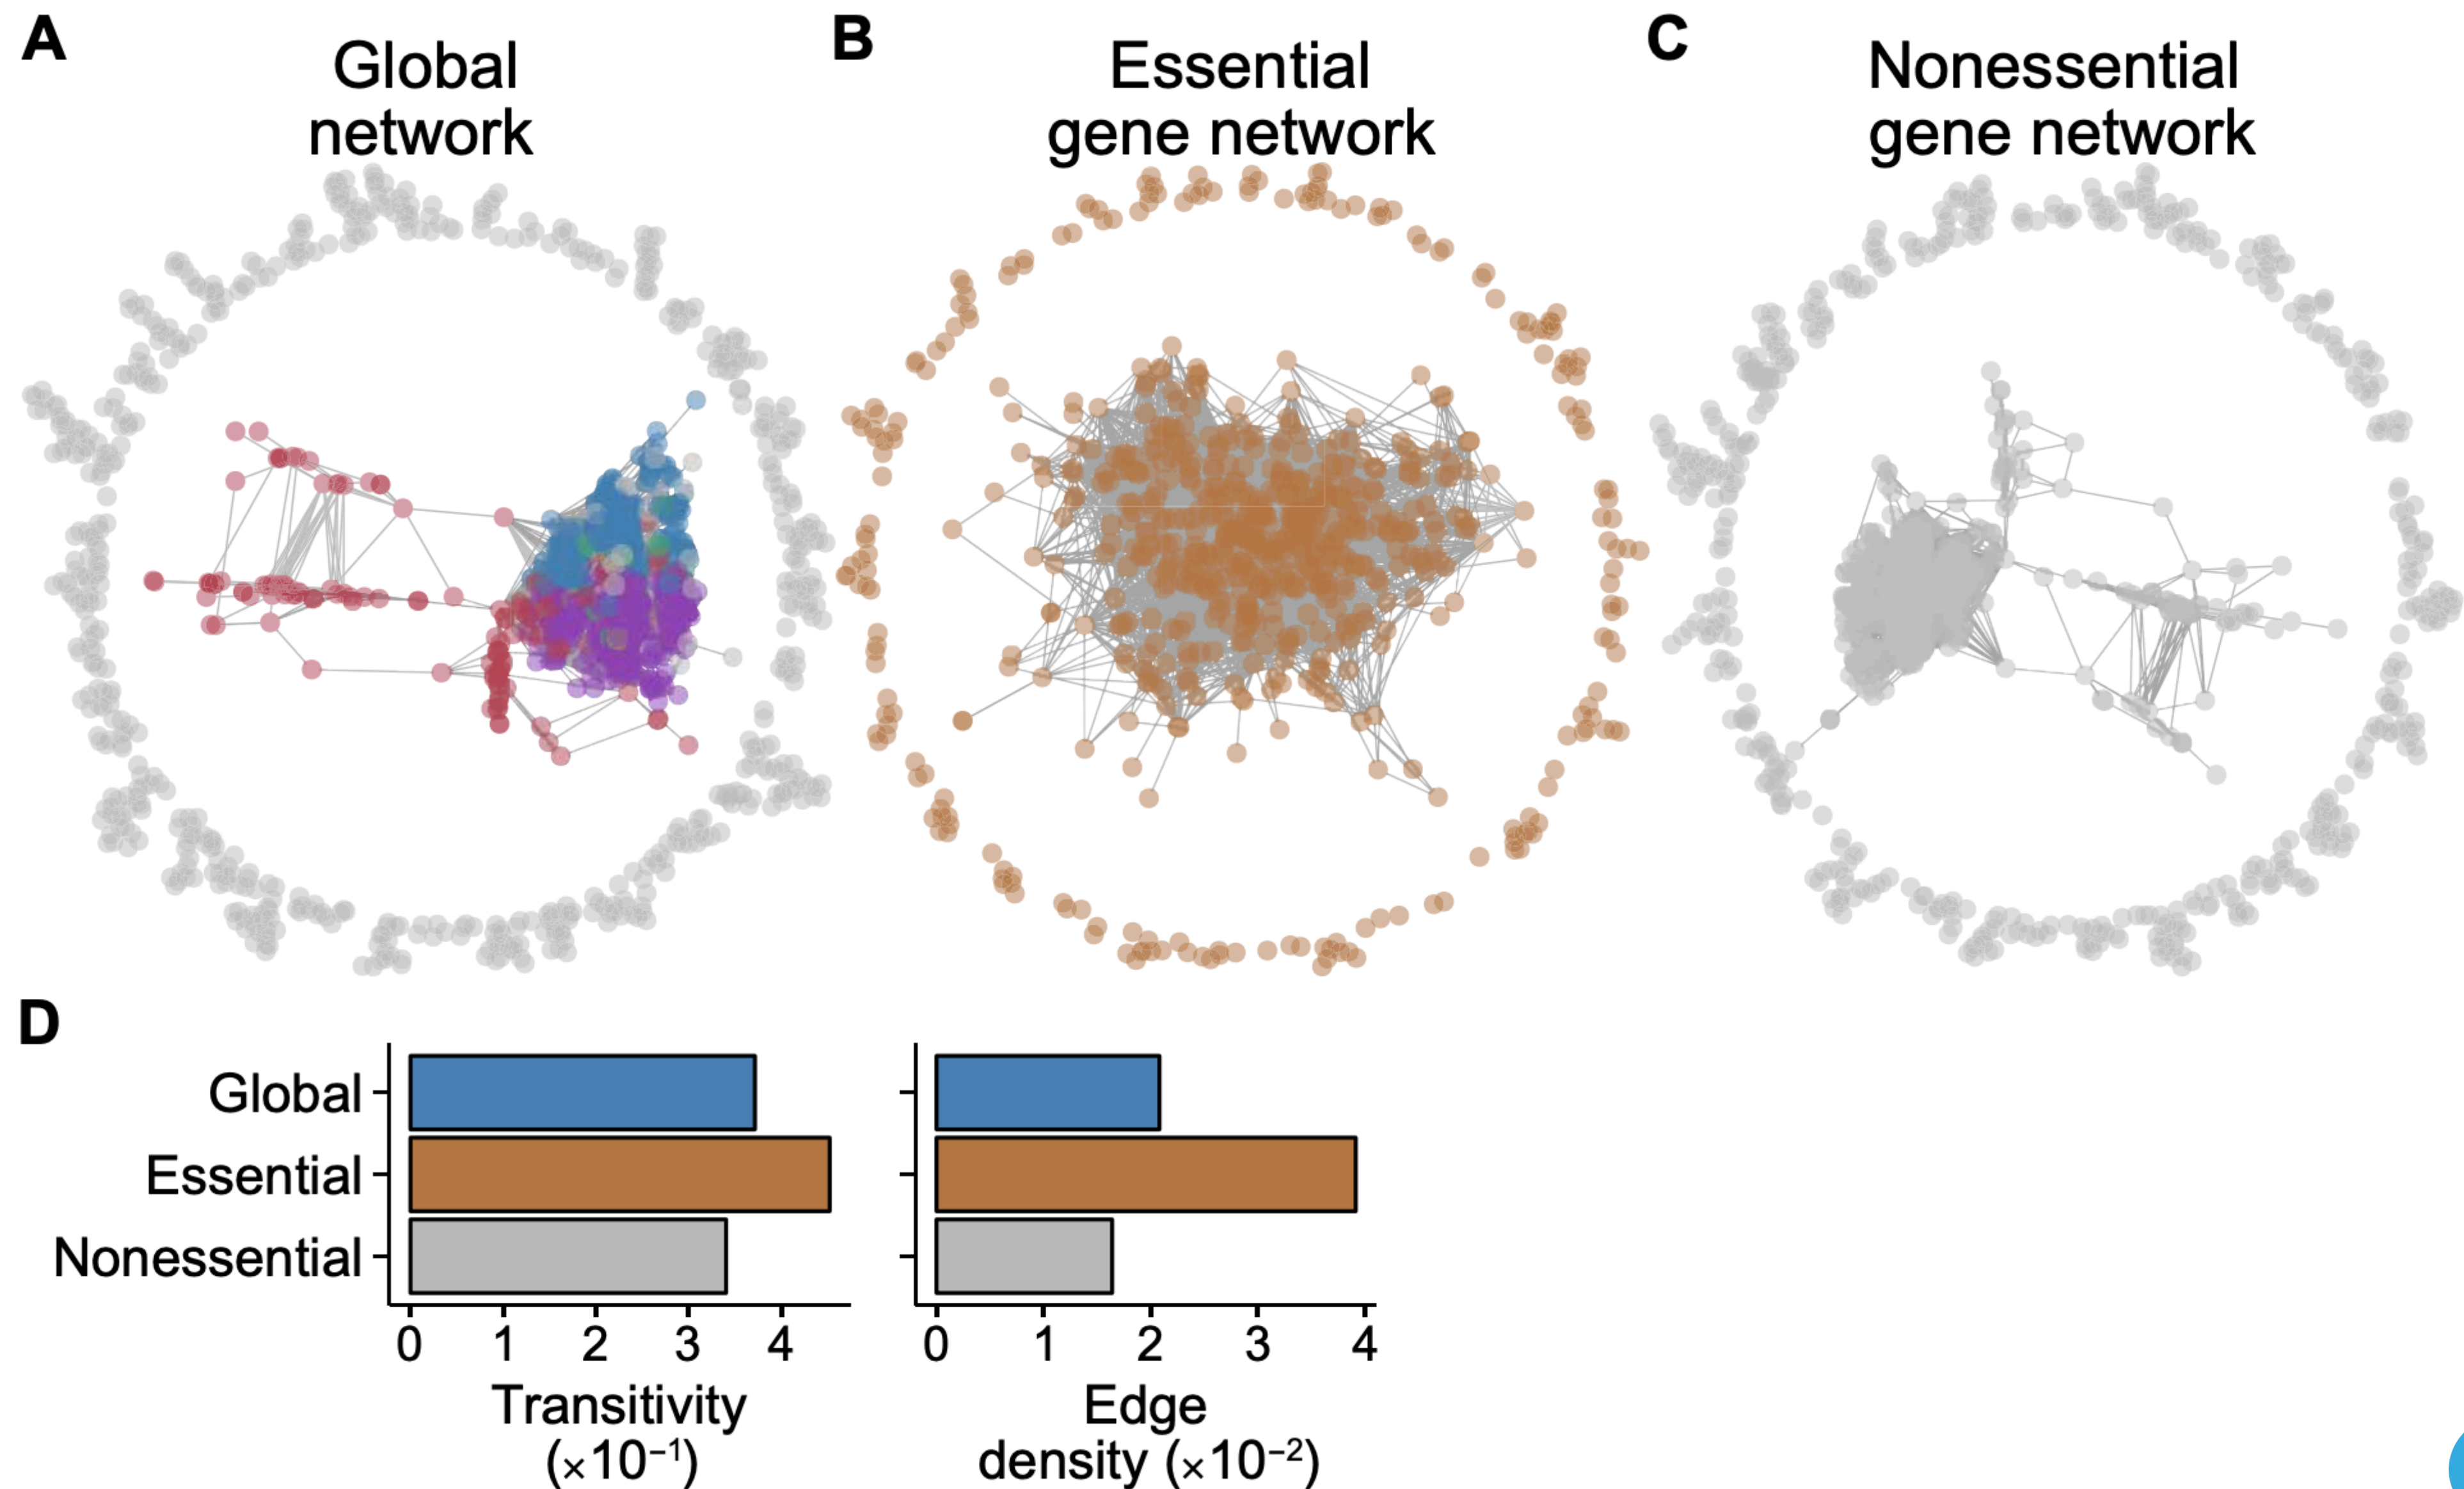 A
Global
network
B
Essential
gene network
C
Nonessential
gene network
D
Global
Essential
Nonessential
0 1 2 3 4
Transitivity
(×10⁻¹)
0 1 2 3 4
Edge
density (×10⁻²)